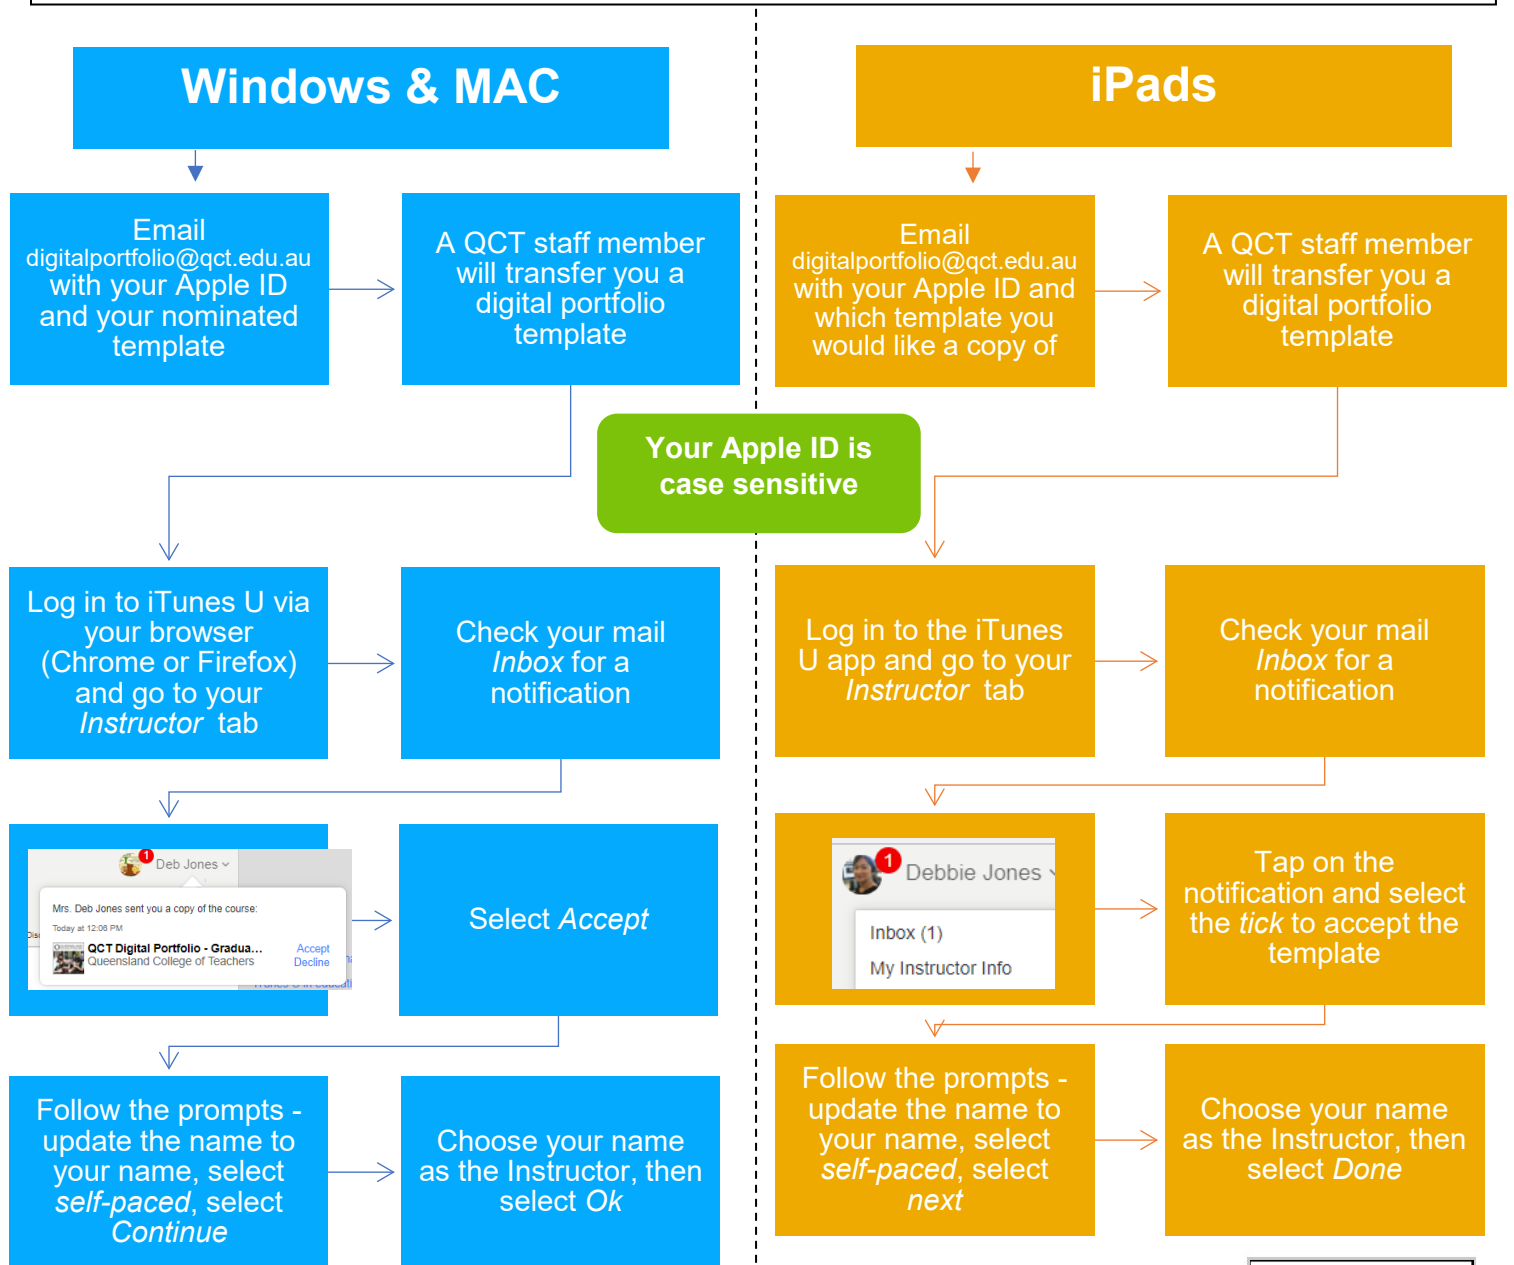 Windows & MAC
Email
digitalportfolio@qct.edu.au
with your Apple ID
and your nominated
template
A QCT staff member
will transfer you a
digital portfolio
template
Log in to iTunes U via
your browser
(Chrome or Firefox)
and go to your
Instructor tab
Check your mail
Inbox for a
notification
1
Deb Jones
Mrs. Deb Jones sent you a copy of the course:
Today at 12:06 PM
QCT Digital Portfolio - Gradua...
Accept
Queensland College of Teachers
Decline
iTunes U in educati
Select Accept
Follow the prompts -
update the name to
your name, select
self-paced, select
Continue
Choose your name
as the Instructor, then
select Ok
Your Apple ID is
case sensitive
iPads
Email
digitalportfolio@qct.edu.au
with your Apple ID and
which template you
would like a copy of
A QCT staff member
will transfer you a
digital portfolio
template
Log in to the iTunes
U app and go to your
Instructor tab
Check your mail
Inbox for a
notification
1
Debbie Jones
Inbox (1)
My Instructor Info
Tap on the
notification and select
the tick to accept the
template
Follow the prompts -
update the name to
your name, select
self-paced, select
next
Choose your name
as the Instructor, then
select Done